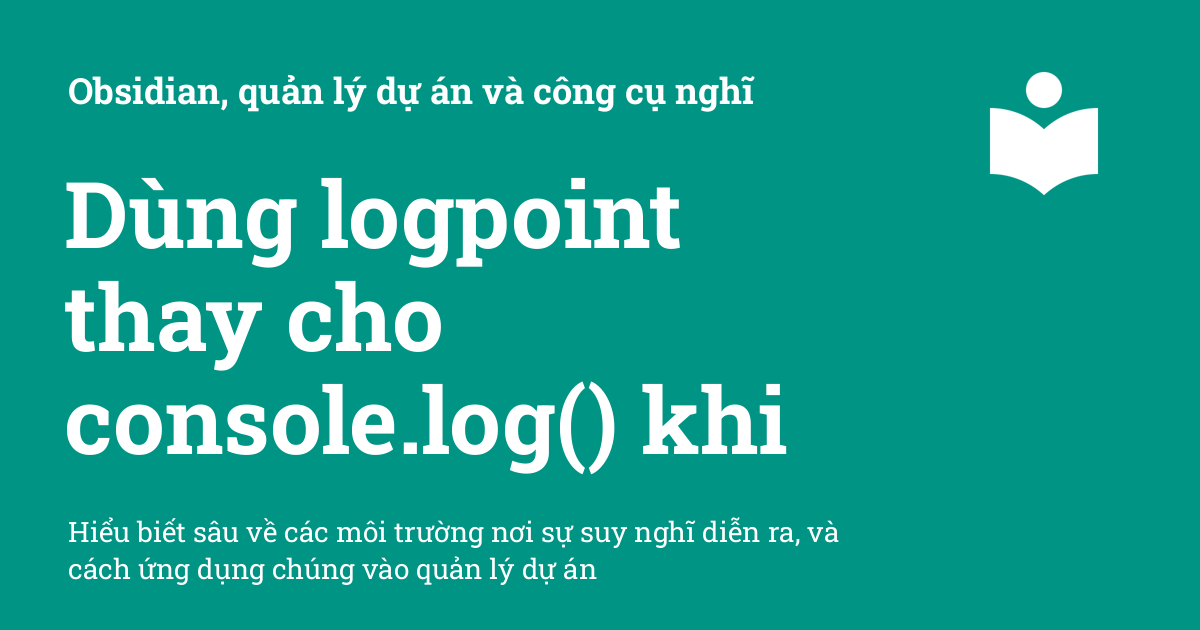 Obsidian, quản lý dự án và công cụ nghĩ
Dùng logpoint
thay cho
console.log() khi
Hiểu biết sâu về các môi trường nơi sự suy nghĩ diễn ra, và
cách ứng dụng chúng vào quản lý dự án